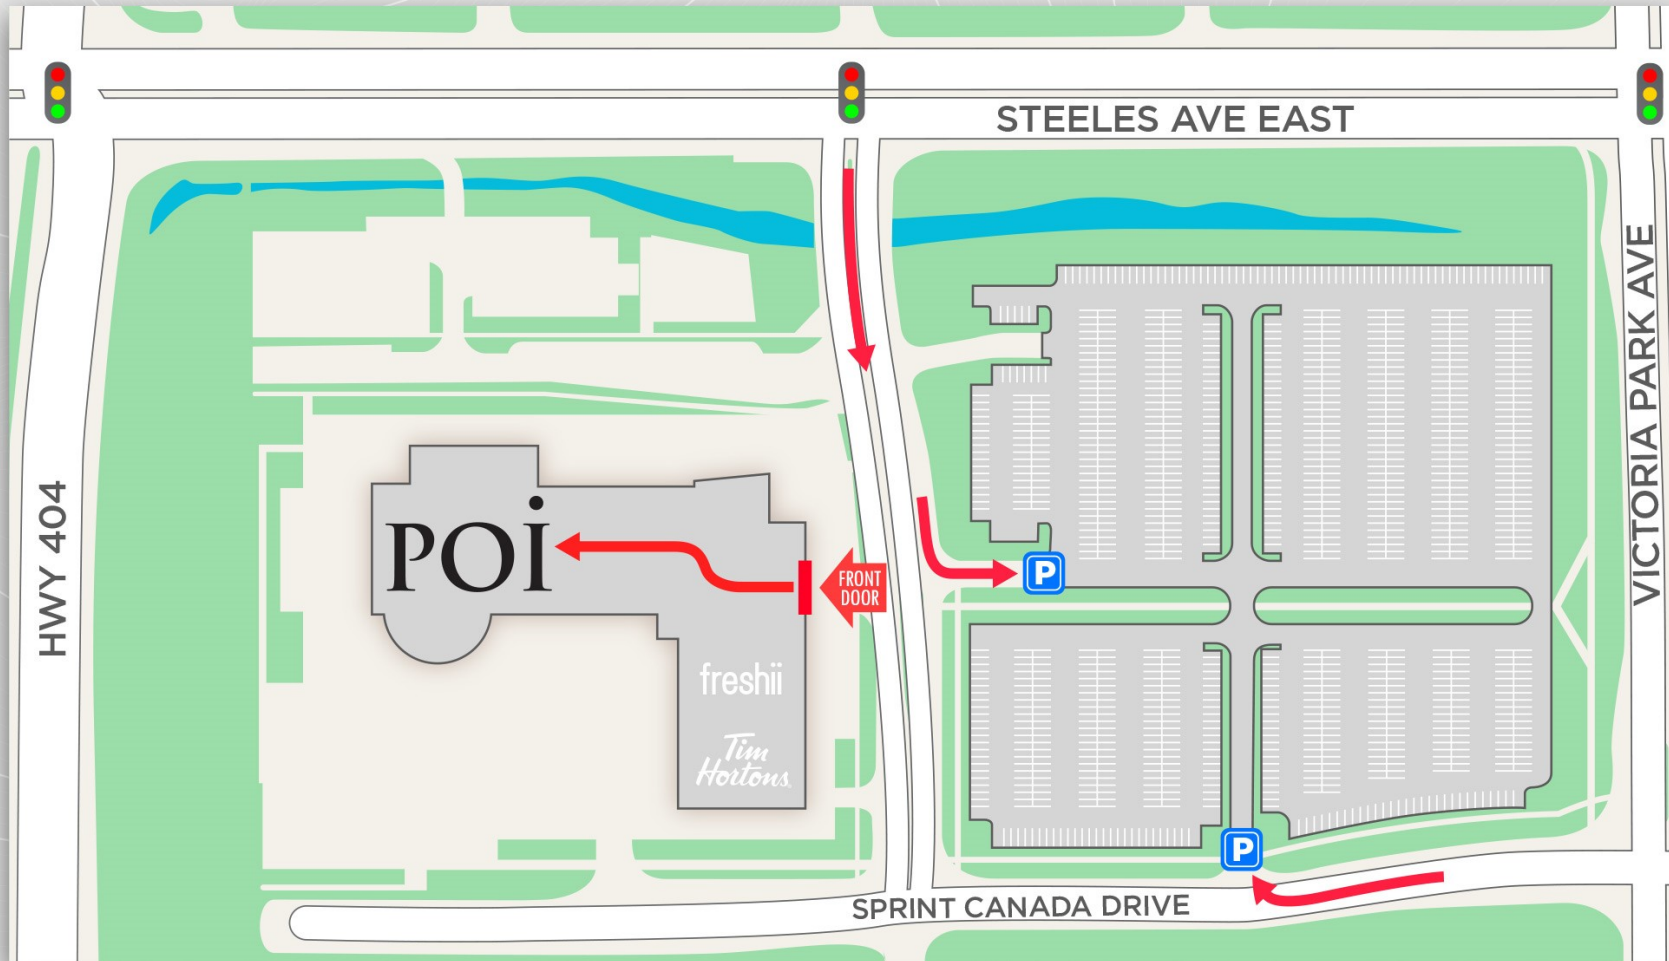 STEELES AVE EAST
HWY 404
VICTORIA PARK AVE
POi
FRONT
DOOR
P
freshii
Tim
Hortons.
P
SPRINT CANADA DRIVE